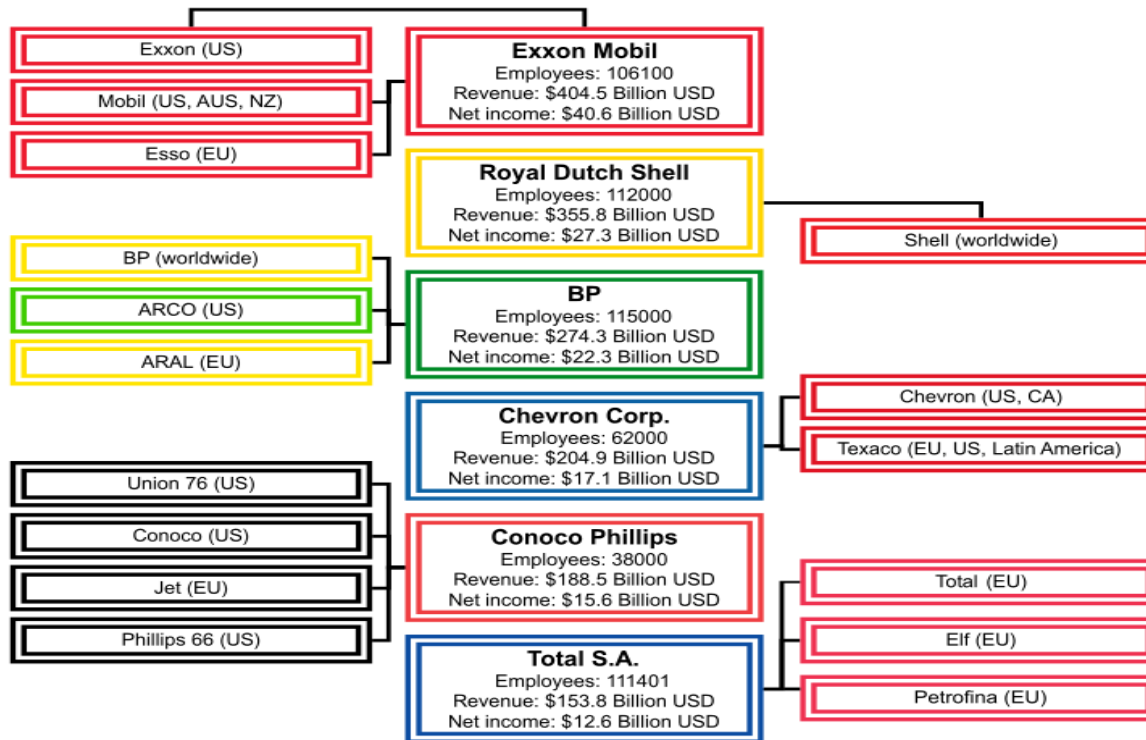 Exxon (US)
Mobil (US, AUS, NZ)
Esso (EU)
Exxon Mobil
Employees: 106100
Revenue: $404.5 Billion USD
Net income: $40.6 Billion USD
Royal Dutch Shell
Employees: 112000
Revenue: $355.8 Billion USD
Net income: $27.3 Billion USD
Shell (worldwide)
BP (worldwide)
ARCO (US)
ARAL (EU)
BP
Employees: 115000
Revenue: $274.3 Billion USD
Net income: $22.3 Billion USD
Chevron Corp.
Employees: 62000
Revenue: $204.9 Billion USD
Net income: $17.1 Billion USD
Chevron (US, CA)
Texaco (EU, US, Latin America)
Union 76 (US)
Conoco (US)
Jet (EU)
Phillips 66 (US)
Conoco Phillips
Employees: 38000
Revenue: $188.5 Billion USD
Net income: $15.6 Billion USD
Total S.A.
Employees: 111401
Revenue: $153.8 Billion USD
Net income: $12.6 Billion USD
Total (EU)
Elf (EU)
Petrofina (EU)